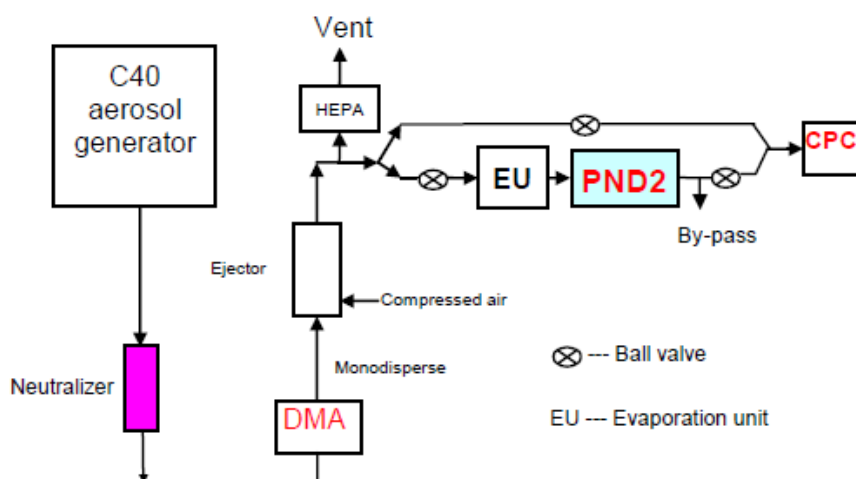 Vent
C40
aerosol
generator
HEPA
CPC
EU
PND2
By-pass
Ejector
Compressed air
Neutralizer
Monodisperse
--- Ball valve
DMA
EU --- Evaporation unit